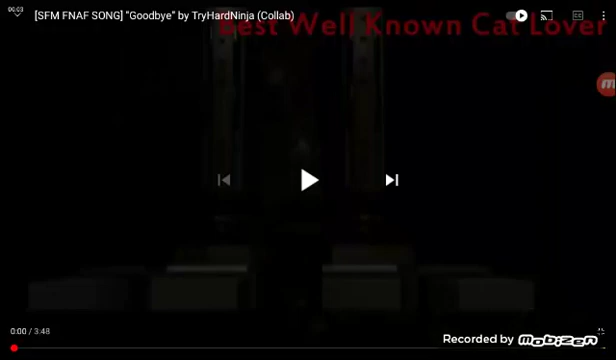 00:03
[SFM FNAF SONG] "Goodbye" by TryHardNinja (Collab)
Best Well Known Cat Lover
CC
0:00 / 3:48
Recorded by Mobizen